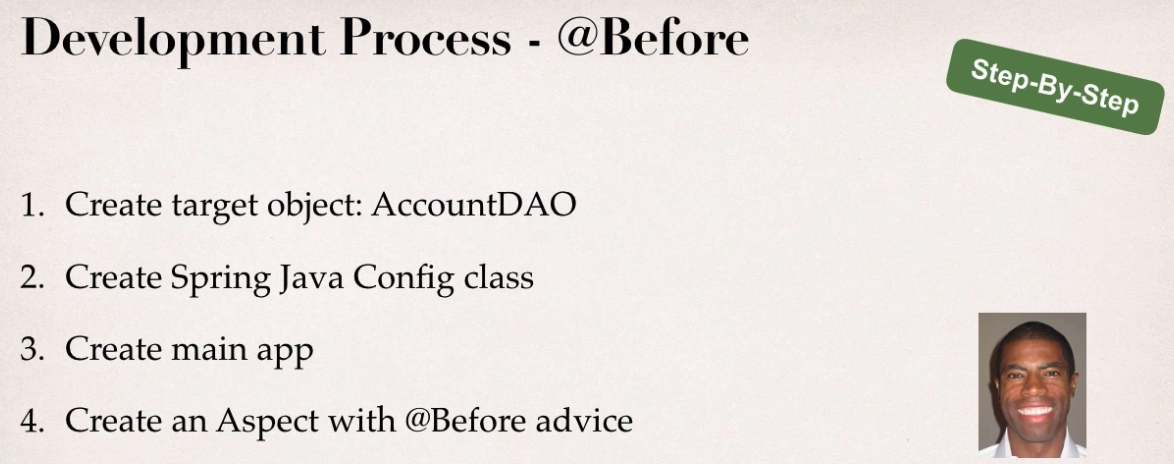 Development Process - @Before
Step-By-Step
1. Create target object: AccountDAO
2. Create Spring Java Config class
3. Create main app
4. Create an Aspect with @Before advice